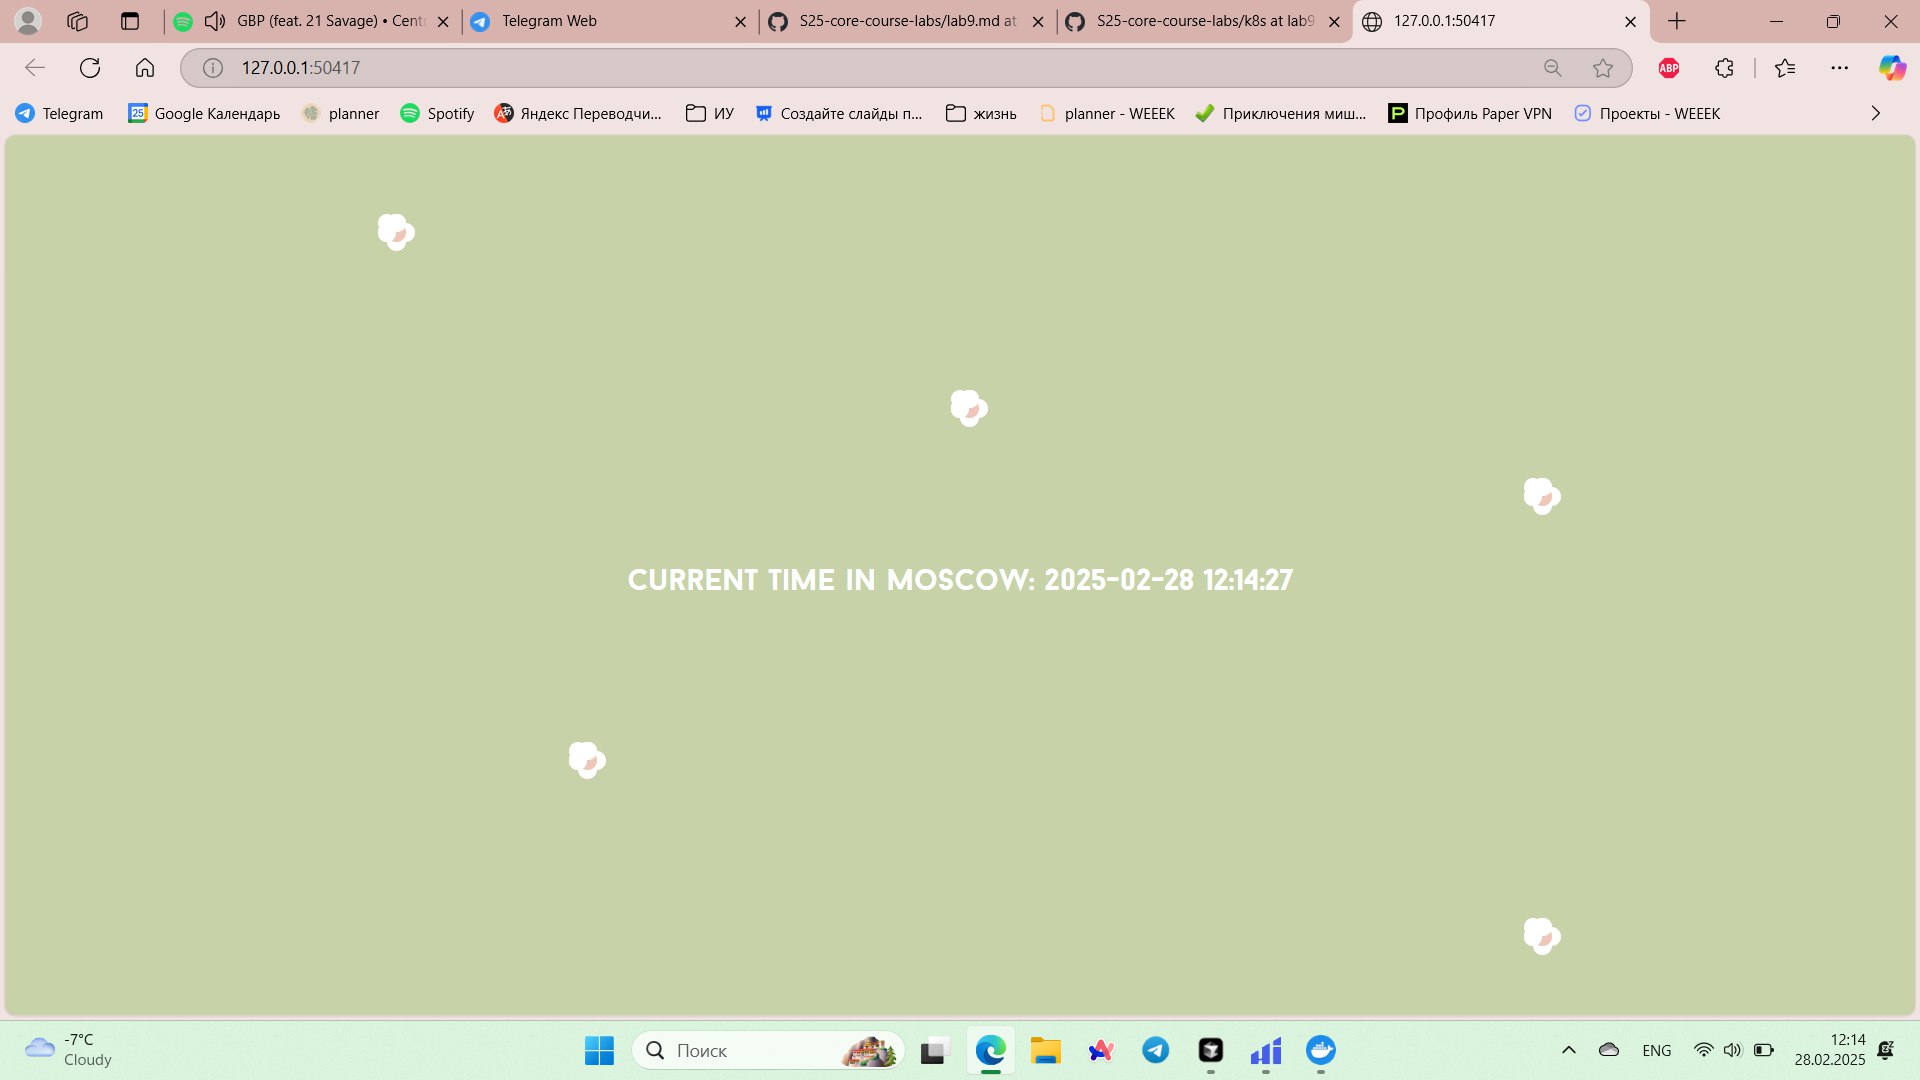 GBP (feat. 21 Savage) • Cent
Telegram Web
S25-core-course-labs/lab9.md at
S25-core-course-labs/k8s at lab9
127.0.0.1:50417
127.0.0.1:50417
ABP
Telegram
25
Google Календарь
planner
Spotify
Яндекс Переводчи...
ИУ
Создайте слайды п...
жизнь
planner - WEEEK
Приключения миш...
P
Профиль Paper VPN
Проекты - WEEEK
CURRENT TIME IN MOSCOW: 2025-02-28 12:14:27
-7°C
Cloudy
Поиск
ENG
12:14
28.02.2025